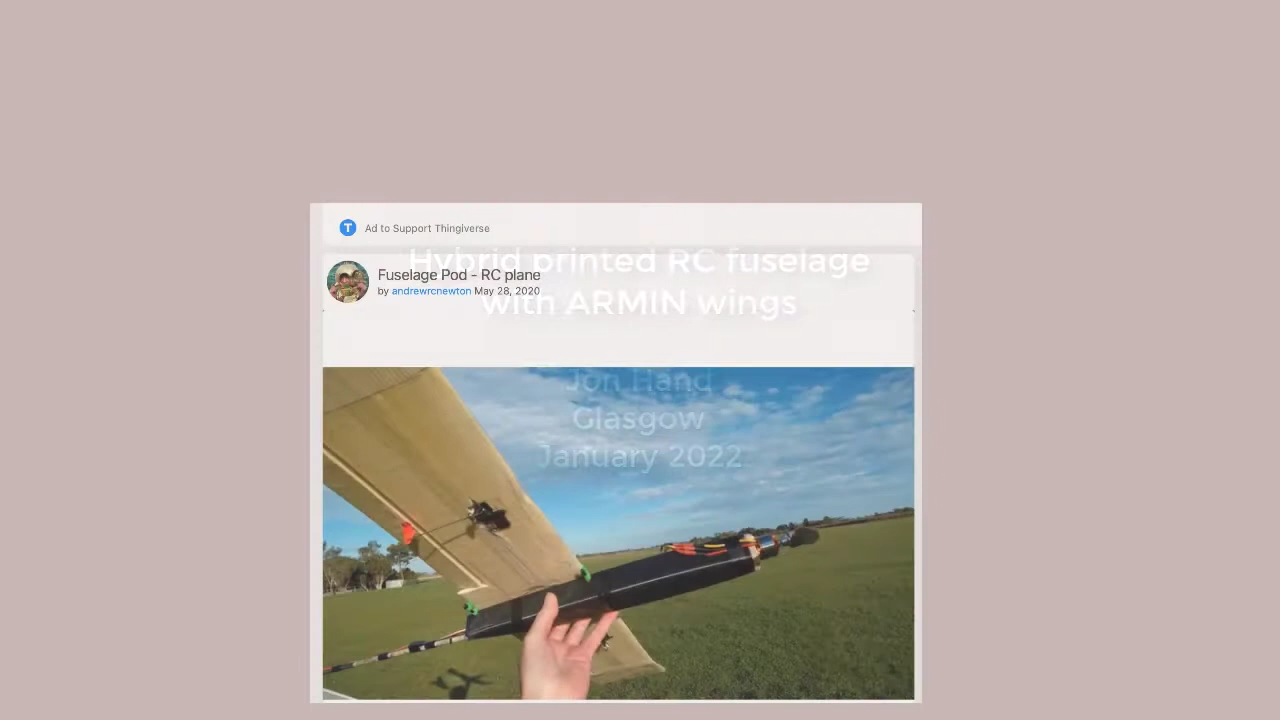 T Ad to Support Thingiverse
Hybrid printed RC fuselage
Fuselage Pod - RC plane
by andrewrcnewton May 28, 2020
with ARMIN wings
Jon Hand
Glasgow
January 2022